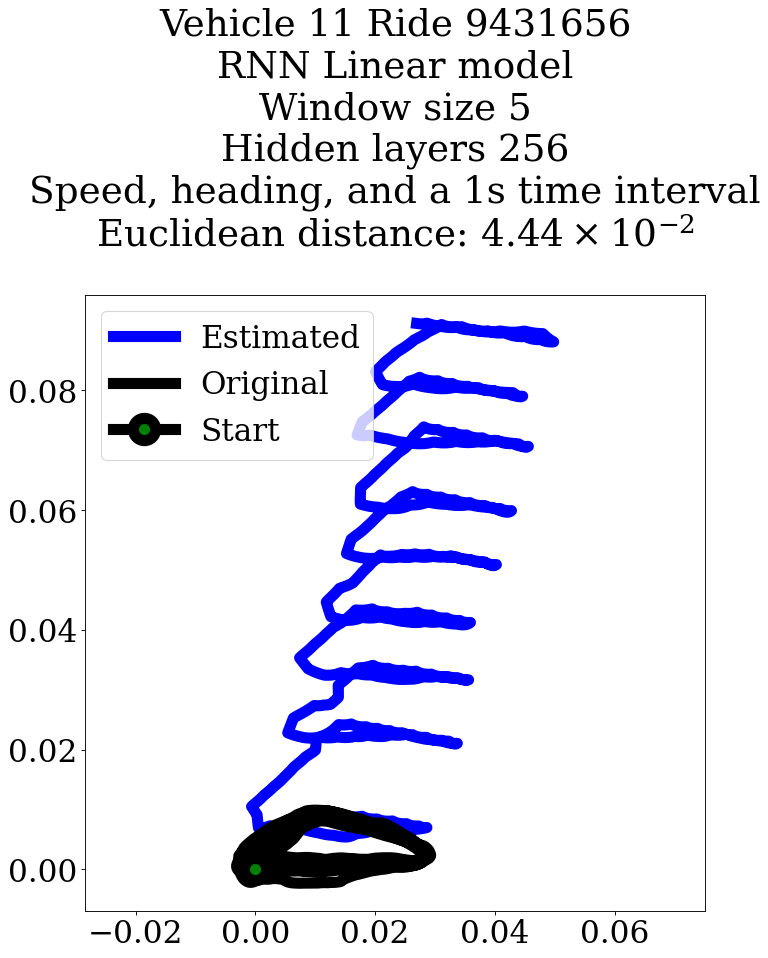 Vehicle 11 Ride 9431656
RNN Linear model
Window size 5
Hidden layers 256
Speed, heading, and a 1s time interval
Euclidean distance: 4.44 × 10⁻²
Estimated
Original
Start
0.08
0.06
0.04
0.02
0.00
−0.02 0.00 0.02 0.04 0.06